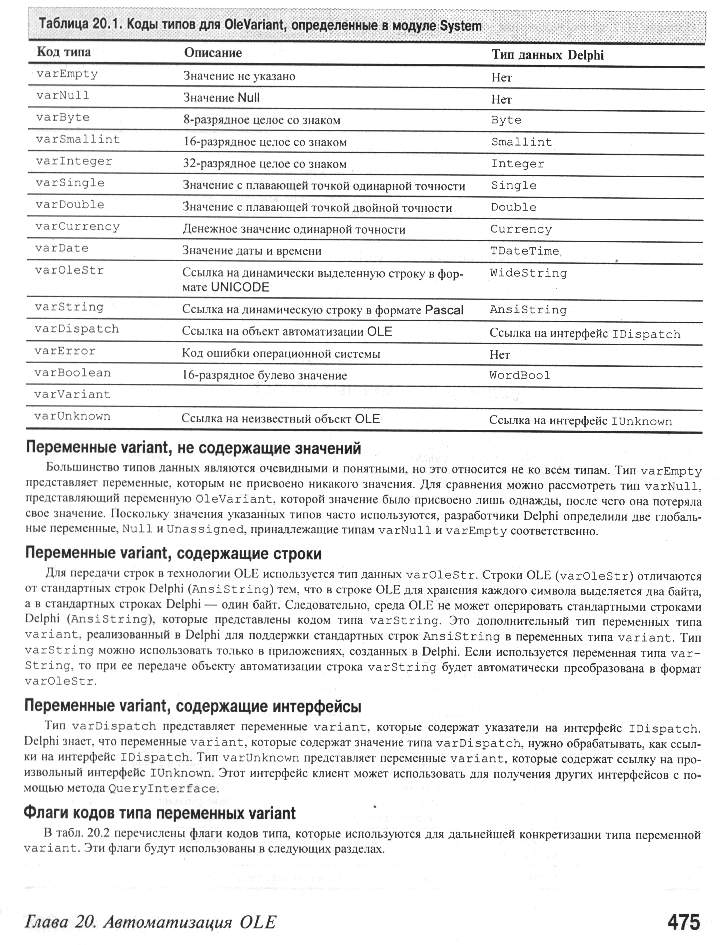 Таблица 20.1. Коды типов для OleVariant, определенные в модуле System
Код типа Описание Тип данных Delphi
varEmpty Значение не указано Нет
varNull Значение Null Нет
varByte 8-разрядное целое со знаком Byte
varSmallint 16-разрядное целое со знаком Smallint
varInteger 32-разрядное целое со знаком Integer
varSingle Значение с плавающей точкой одинарной точности Single
varDouble Значение с плавающей точкой двойной точности Double
varCurrency Денежное значение одинарной точности Currency
varDate Значение даты и времени TDateTime
varOleStr Ссылка на динамически выделенную строку в фор- WideString
мате UNICODE
varString Ссылка на динамическую строку в формате Pascal AnsiString
varDispatch Ссылка на объект автоматизации OLE Ссылка на интерфейс IDispatch
varError Код ошибки операционной системы Нет
varBoolean 16-разрядное булево значение WordBool
varVariant
varUnknown Ссылка на неизвестный объект OLE Ссылка на интерфейс IUnknown
Переменные variant, не содержащие значений
Большинство типов данных являются очевидными и понятными, но это относится не ко всем типам. Тип varEmpty
представляет переменные, которым не присвоено никакого значения. Для сравнения можно рассмотреть тип varNull,
представляющий переменную OleVariant, которой значение было присвоено лишь однажды, после чего она потеряла
свое значение. Поскольку значения указанных типов часто используются, разработчики Delphi определили две глобаль-
ные переменные, Null и Unassigned, принадлежащие типам varNull и varEmpty соответственно.
Переменные variant, содержащие строки
Для передачи строк в технологии OLE используется тип данных varOleStr. Строки OLE (varOleStr) отличаются
от стандартных строк Delphi (AnsiString) тем, что в строке OLE для хранения каждого символа выделяется два байта,
а в стандартных строках Delphi — один байт. Следовательно, среда OLE не может оперировать стандартными строками
Delphi (AnsiString), которые представлены кодом типа varString. Это дополнительный тип переменных типа
variant, реализованный в Delphi для поддержки стандартных строк AnsiString в переменных типа variant. Тип
varString можно использовать только в приложениях, созданных в Delphi. Если используется переменная типа var-
String, то при ее передаче объекту автоматизации строка varString будет автоматически преобразована в формат
varOleStr.
Переменные variant, содержащие интерфейсы
Тип varDispatch представляет переменные variant, которые содержат указатели на интерфейс IDispatch.
Delphi знает, что переменные variant, которые содержат значение типа varDispatch, нужно обрабатывать, как ссыл-
ки на интерфейс IDispatch. Тип varUnknown представляет переменные variant, которые содержат ссылку на про-
извольный интерфейс IUnknown. Этот интерфейс клиент может использовать для получения других интерфейсов с по-
мощью метода QueryInterface.
Флаги кодов типа переменных variant
В табл. 20.2 перечислены флаги кодов типа, которые используются для дальнейшей конкретизации типа переменной
variant. Эти флаги будут использованы в следующих разделах.
Глава 20. Автоматизация OLE 475